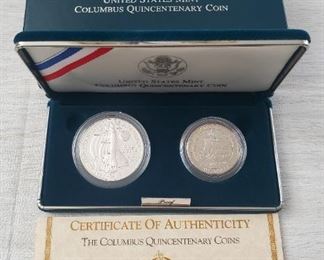 UNITED STATES MINT
COLUMBUS QUINCENTENARY COIN
UNITED STATES MINT
COLUMBUS QUINCENTENARY COIN
Proof
CERTIFICATE OF AUTHENTICITY
THE COLUMBUS QUINCENTENARY COINS